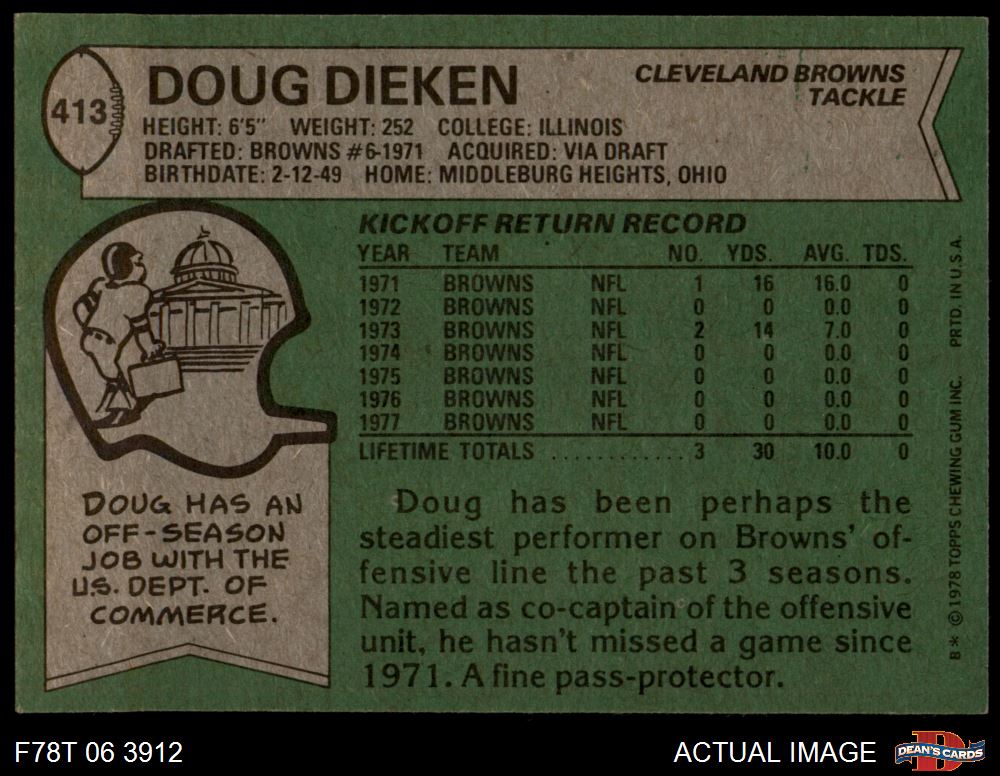 413
DOUG DIEKEN
CLEVELAND BROWNS
TACKLE
HEIGHT: 6'5" WEIGHT: 252 COLLEGE: ILLINOIS
DRAFTED: BROWNS #6-1971 ACQUIRED: VIA DRAFT
BIRTHDATE: 2-12-49 HOME: MIDDLEBURG HEIGHTS, OHIO
KICKOFF RETURN RECORD
YEAR TEAM NO. YDS. AVG. TDS.
1971 BROWNS NFL 1 16 16.0 0
1972 BROWNS NFL 0 0 0.0 0
1973 BROWNS NFL 2 14 7.0 0
1974 BROWNS NFL 0 0 0.0 0
1975 BROWNS NFL 0 0 0.0 0
1976 BROWNS NFL 0 0 0.0 0
1977 BROWNS NFL 0 0 0.0 0
LIFETIME TOTALS ............ 3 30 10.0 0
DOUG HAS AN
OFF-SEASON
JOB WITH THE
U.S. DEPT. OF
COMMERCE.
Doug has been perhaps the
steadiest performer on Browns' of-
fensive line the past 3 seasons.
Named as co-captain of the offensive
unit, he hasn't missed a game since
1971. A fine pass-protector.
B* © 1978 TOPPS CHEWING GUM INC. PRTD. IN U.S.A.
F78T 06 3912
ACTUAL IMAGE
DEAN'S CARDS